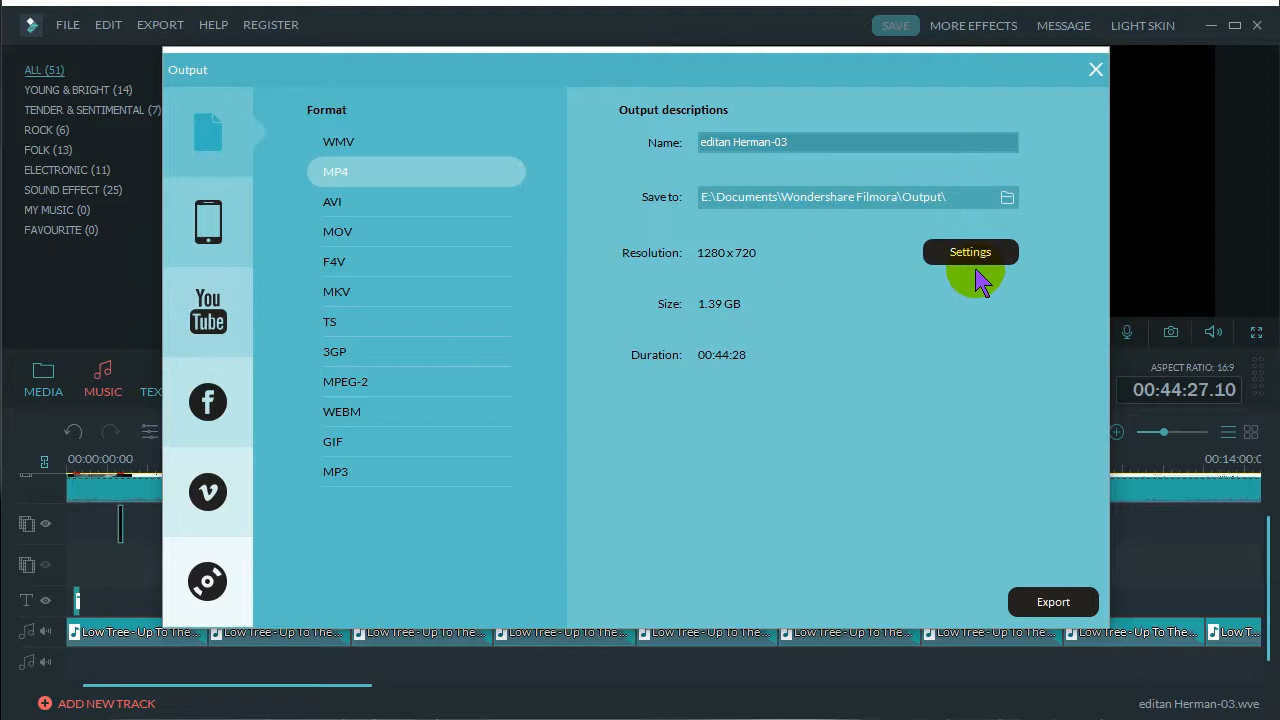 FILE EDIT EXPORT HELP REGISTER SAVE MORE EFFECTS MESSAGE LIGHT SKIN
ALL (51)
YOUNG & BRIGHT (14)
TENDER & SENTIMENTAL (7)
ROCK (6)
FOLK (13)
ELECTRONIC (11)
SOUND EFFECT (25)
MY MUSIC (0)
FAVOURITE (0)
Output
You
Tube
Format
WMV
MP4
AVI
MOV
F4V
MKV
TS
3GP
MPEG-2
WEBM
GIF
MP3
Output descriptions
Name: editan Herman-03
Save to: E:\Documents\Wondershare Filmora\Output\
Resolution: 1280 x 720 Settings
Size: 1.39 GB
Duration: 00:44:28
Export
MEDIA MUSIC TEX
ASPECT RATIO: 16:9
00:44:27.10
00:00:00:00 00:14:00:0
T
Low Tree - Up To The... Low Tree - Up To The... Low Tree - Up To The... Low Tree - Up To The... Low Tree - Up To The... Low Tree - Up To The... Low Tree - Up To The... Low Tree - Up To The... Low T...
ADD NEW TRACK editan Herman-03.wve